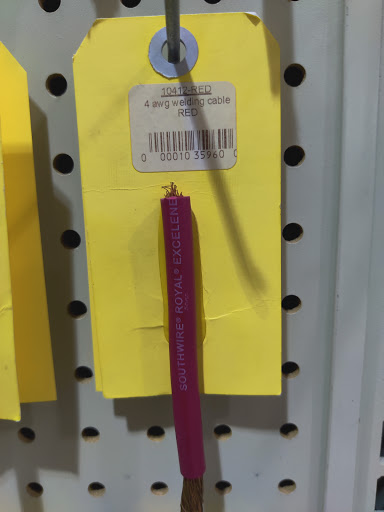 10412-RED
4 awg welding cable
RED
0 00010 35960 0
SOUTHWIRE® ROYAL® EXCELENE